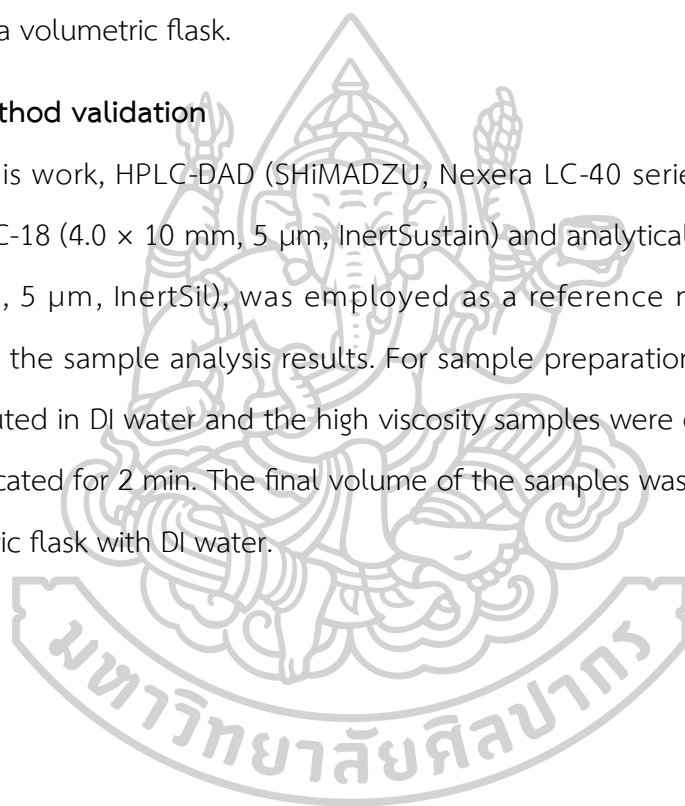 a volumetric flask.
thod validation
is work, HPLC-DAD (SHiMADZU, Nexera LC-40 serie
C-18 (4.0 × 10 mm, 5 µm, InertSustain) and analytical
, 5 µm, InertSil), was employed as a reference
the sample analysis results. For sample preparation
uted in DI water and the high viscosity samples were
cated for 2 min. The final volume of the samples was
ric flask with DI water.
มหาวิทยาลัยศิลปากร